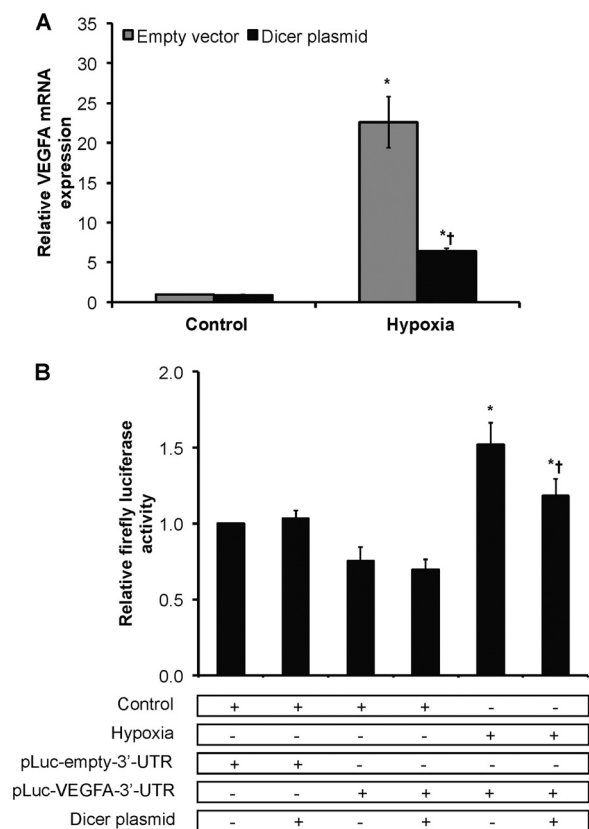 A
Relative VEGFA mRNA
expression
35
30
25
20
15
10
5
0
Empty vector Dicer plasmid
*
*†
Control Hypoxia
B
Relative firefly luciferase
activity
2.0
1.5
1.0
0.5
0.0
*
*†
Control + + + + - -
Hypoxia - - - - + +
pLuc-empty-3'-UTR + + - - - -
pLuc-VEGFA-3'-UTR - - + + + +
Dicer plasmid - + - + - +